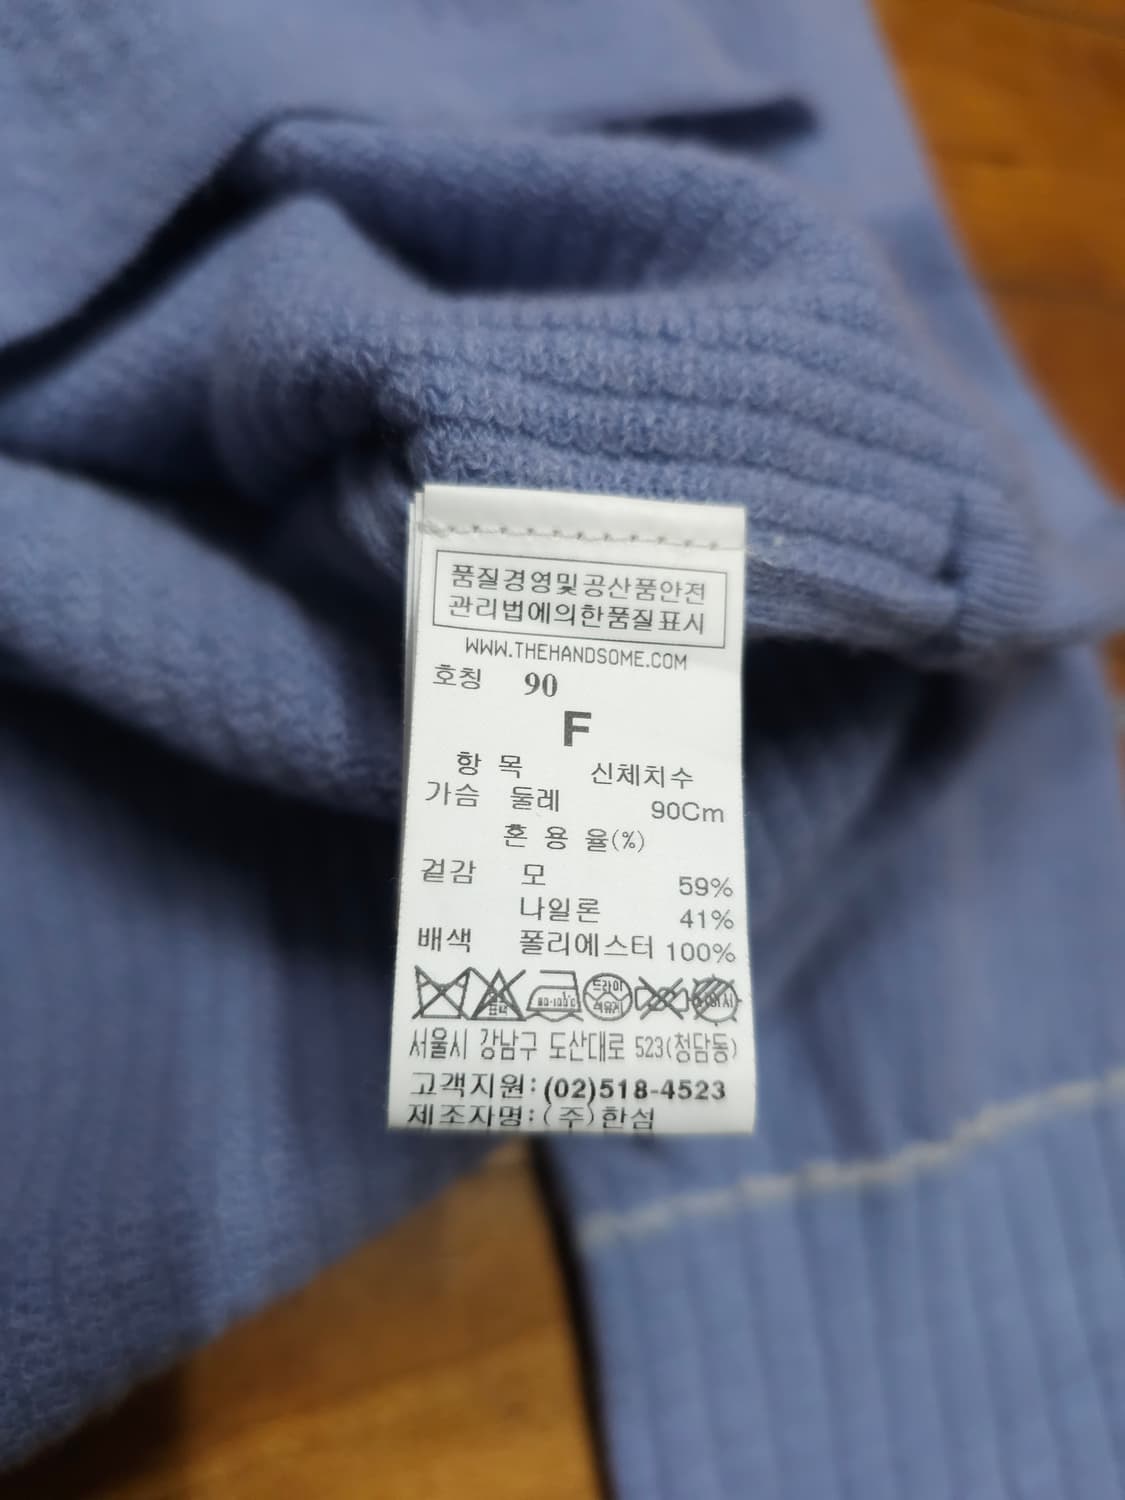 품질경영및공산품안전
관리법에의한품질표시
WWW.THEHANDSOME.COM
호칭 90
F
항 목 신체치수
가슴 둘레 90Cm
혼 용 율(%)
겉감 모 59%
나일론 41%
배색 폴리에스터 100%
드라이
서울시 강남구 도산대로 523(청담동)
고객지원:(02)518-4523
제조자명:(주)한섬